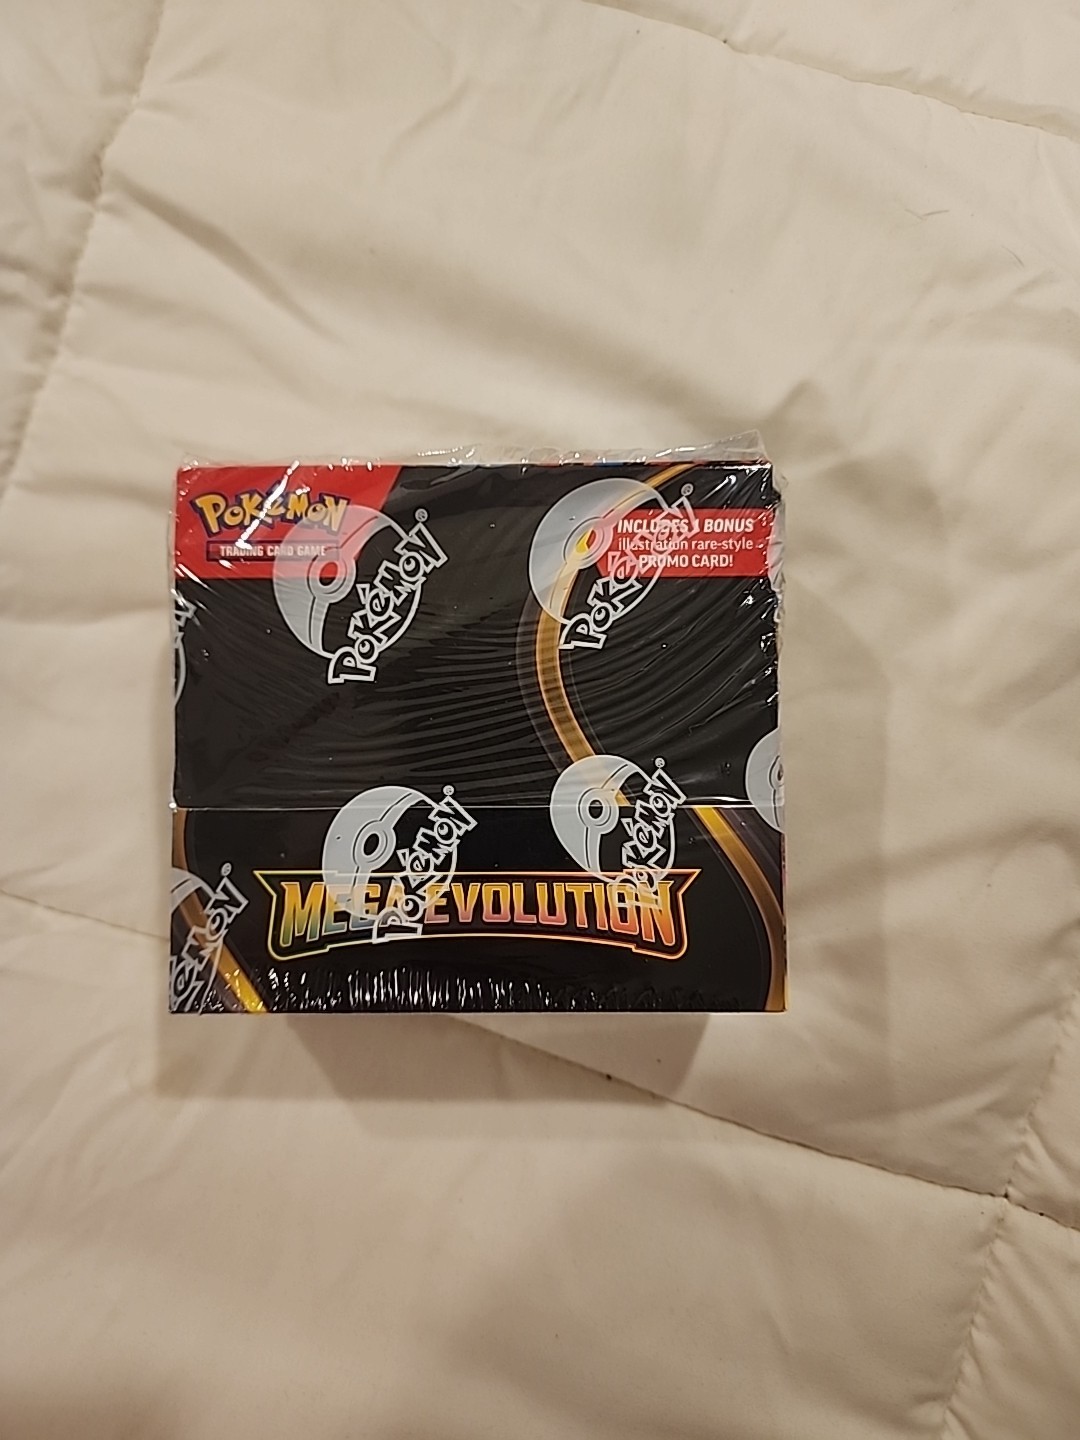 POKéMON
TRADING CARD GAME
INCLUDES 1 BONUS
illustration rare-style
PROMO CARD!
Pokémon®
Pokémon®
Pokémon®
Pokémon®
MEGA EVOLUTION